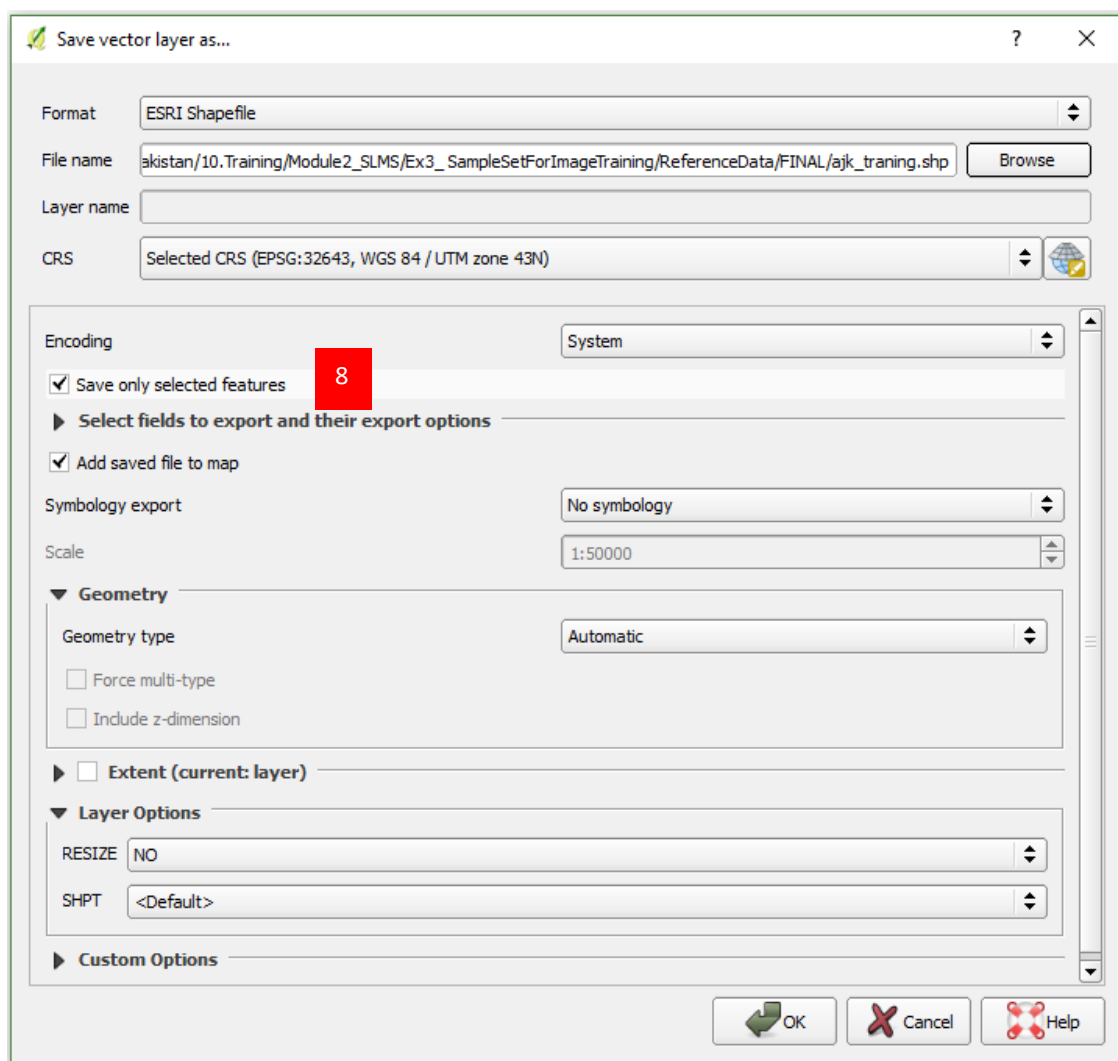 Save vector layer as... ?
Format ESRI Shapefile
File name akistan/10.Training/Module2_SLMS/Ex3_ SampleSetForImageTraining/ReferenceData/FINAL/ajk_traning.shp Browse
Layer name
CRS Selected CRS (EPSG:32643, WGS 84 / UTM zone 43N)
Encoding System
Save only selected features 8
Select fields to export and their export options
Add saved file to map
Symbology export No symbology
Scale 1:50000
Geometry
Geometry type Automatic
Force multi-type
Include z-dimension
Extent (current: layer)
Layer Options
RESIZE NO
SHPT <Default>
Custom Options
OK Cancel Help